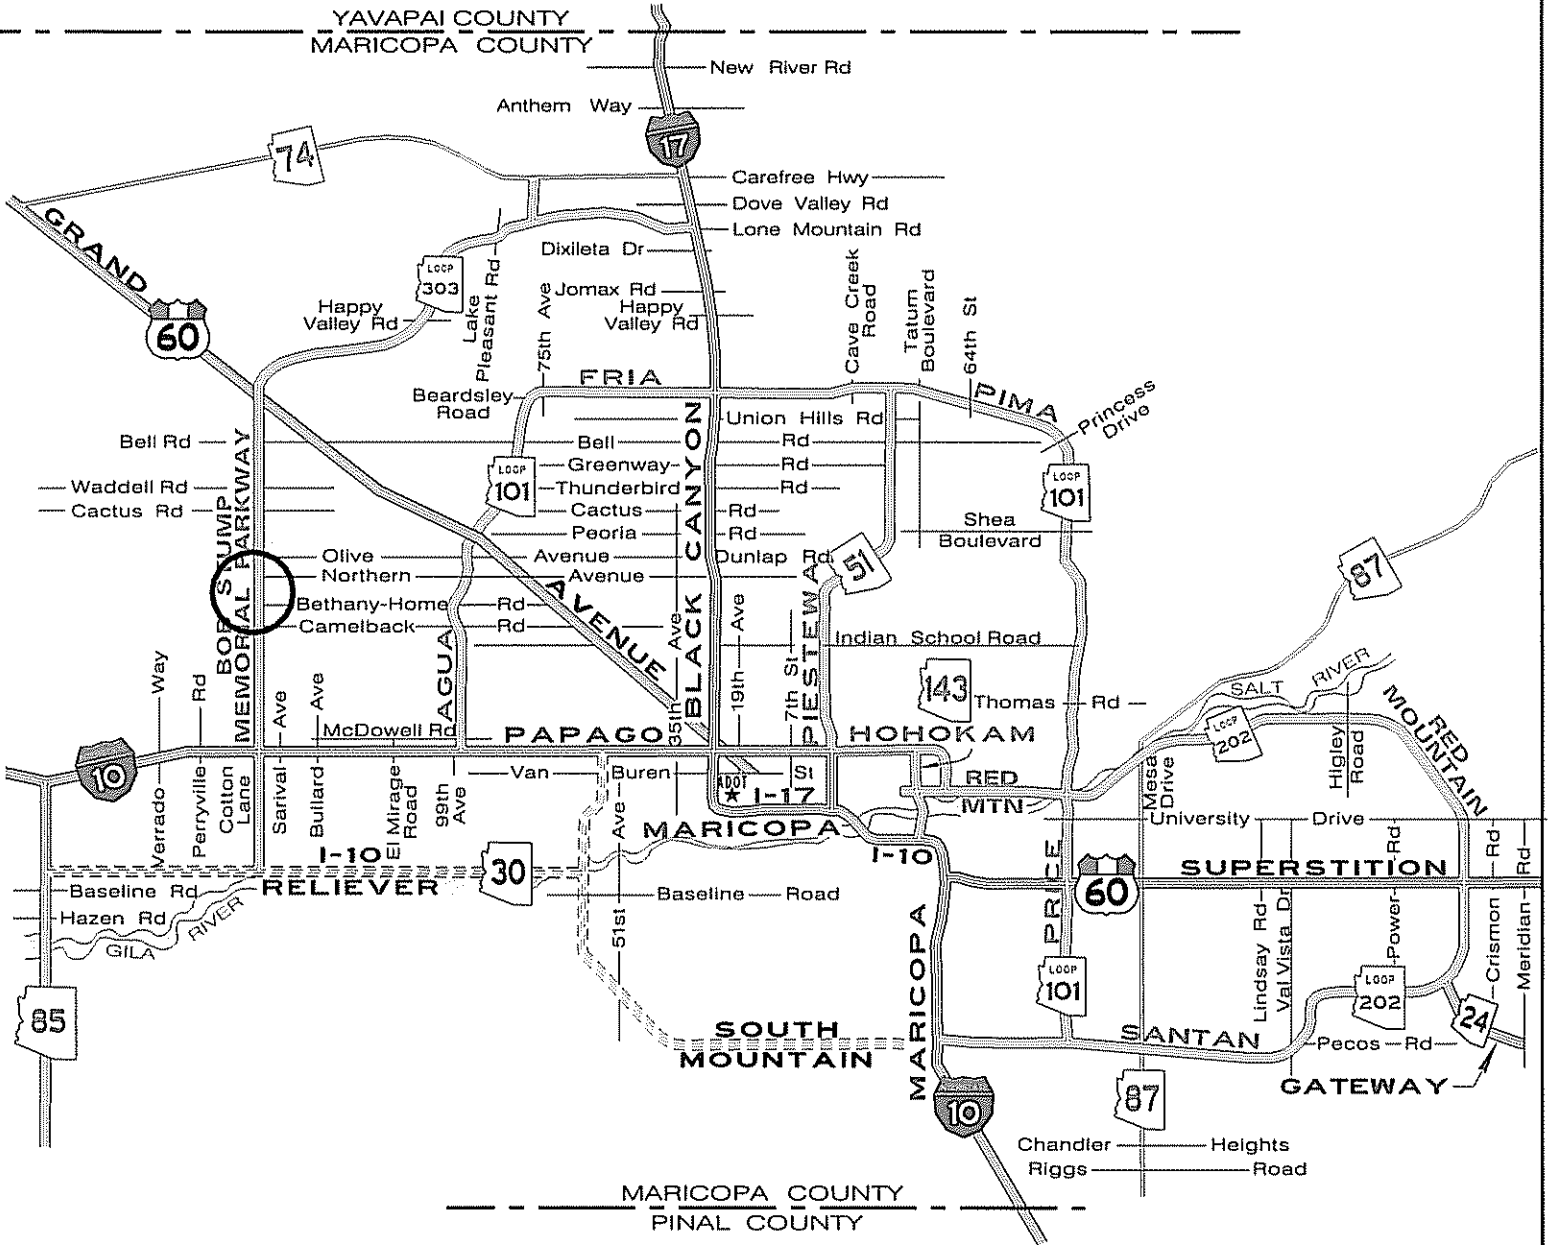 YAVAPAI COUNTY
MARICOPA COUNTY
New River Rd
Anthem Way
17
74
Carefree Hwy
Dove Valley Rd
Lone Mountain Rd
GRAND
Dixileta Dr
LOOP
303
Lake
Pleasant Rd
75th Ave
Jomax Rd
Happy
Valley Rd
Happy
Valley Rd
Cave Creek
Road
Tatum
Boulevard
64th St
60
FRIA
PIMA
Beardsley
Road
Princess
Drive
Union Hills Rd
Bell Rd
Bell Rd
Greenway Rd
LOOP
101
LOOP
101
Waddell Rd
Thunderbird Rd
Cactus Rd
Cactus Rd
Peoria Rd
BLACK CANYON
Shea
Boulevard
BOB STUMP
MEMORIAL PARKWAY
Olive Avenue Dunlap Rd
Northern Avenue
51
87
AVENUE
Bethany-Home Rd
Camelback Rd
PIESTEWA
Indian School Road
AGUA
35th Ave
19th Ave
7th St
143
Thomas Rd
SALT RIVER
RED
MOUNTAIN
LOOP
202
Higley
Road
Verrado Way
Perryville Rd
Cotton
Lane
Sarival Ave
Bullard Ave
McDowell Rd
El Mirage
Road
99th
Ave
PAPAGO
HOHOKAM
10
Van Buren St
ADOT
I-17
RED
MTN
Mesa
Drive
MARICOPA
University Drive
I-10
RELIEVER
30
I-10
PRICE
60
SUPERSTITION
Baseline Rd
Hazen Rd
GILA RIVER
Baseline Road
51st Ave
MARICOPA
Lindsay Rd
Val Vista Dr
Power Rd
Crismon Rd
Meridian Rd
LOOP
101
LOOP
202
85
24
SOUTH
MOUNTAIN
SANTAN
Pecos Rd
GATEWAY
10
87
Chandler Heights
Riggs Road
MARICOPA COUNTY
PINAL COUNTY